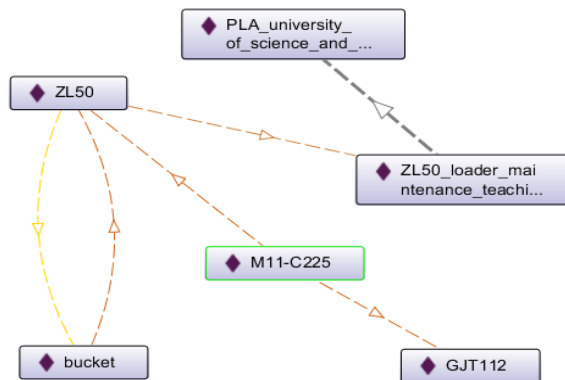 PLA_university_
of_science_and_...
ZL50
ZL50_loader_mai
ntenance_teachi...
M11-C225
bucket
GJT112